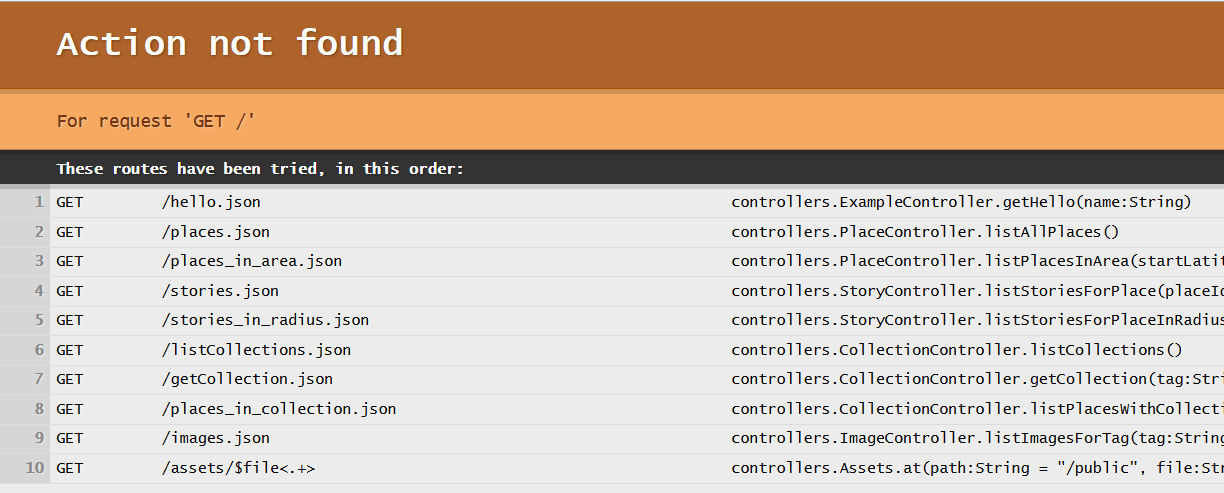 Action not found
For request 'GET /'
These routes have been tried, in this order:
1 GET /hello.json controllers.ExampleController.getHello(name:String)
2 GET /places.json controllers.PlaceController.listAllPlaces()
3 GET /places_in_area.json controllers.PlaceController.listPlacesInArea(startLatit
4 GET /stories.json controllers.StoryController.listStoriesForPlace(placeId
5 GET /stories_in_radius.json controllers.StoryController.listStoriesForPlaceInRadius
6 GET /listCollections.json controllers.CollectionController.listCollections()
7 GET /getCollection.json controllers.CollectionController.getCollection(tag:Stri
8 GET /places_in_collection.json controllers.CollectionController.listPlacesWithCollecti
9 GET /images.json controllers.ImageController.listImagesForTag(tag:String
10 GET /assets/$file<.+> controllers.Assets.at(path:String = "/public", file:Str